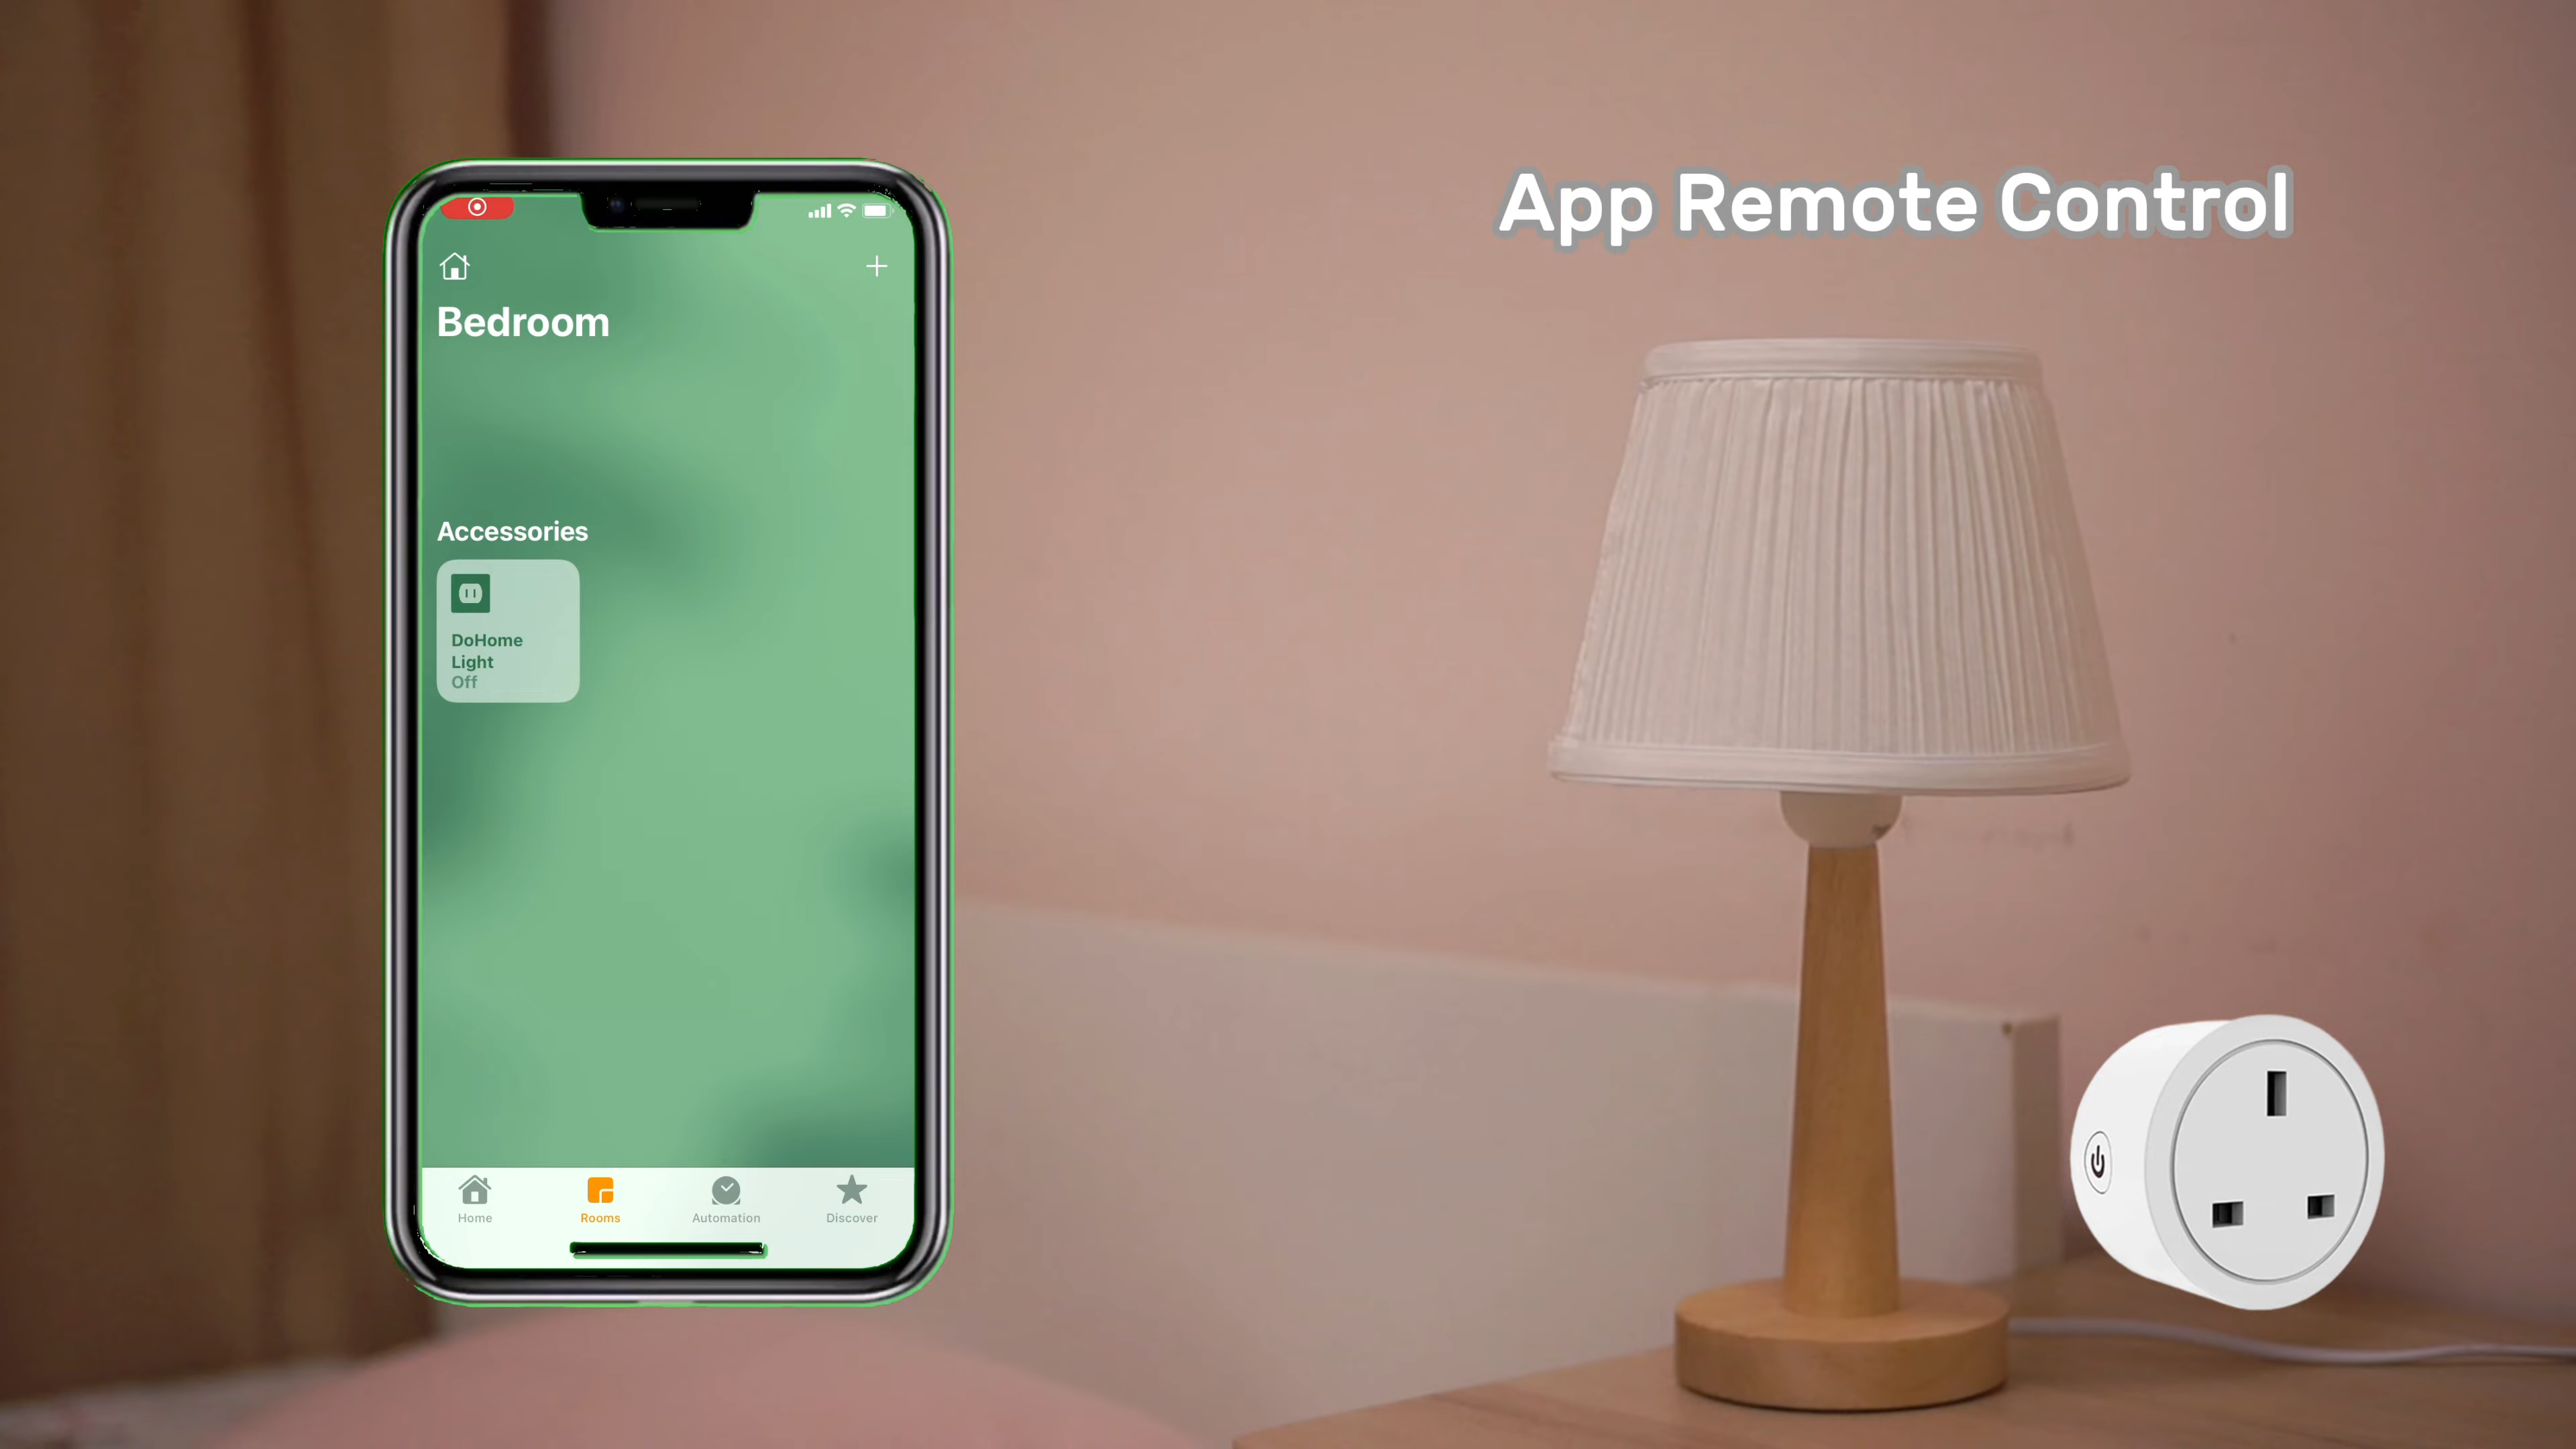 App Remote Control
Bedroom
Accessories
DoHome
Light
Off
Home
Rooms
Automation
Discover